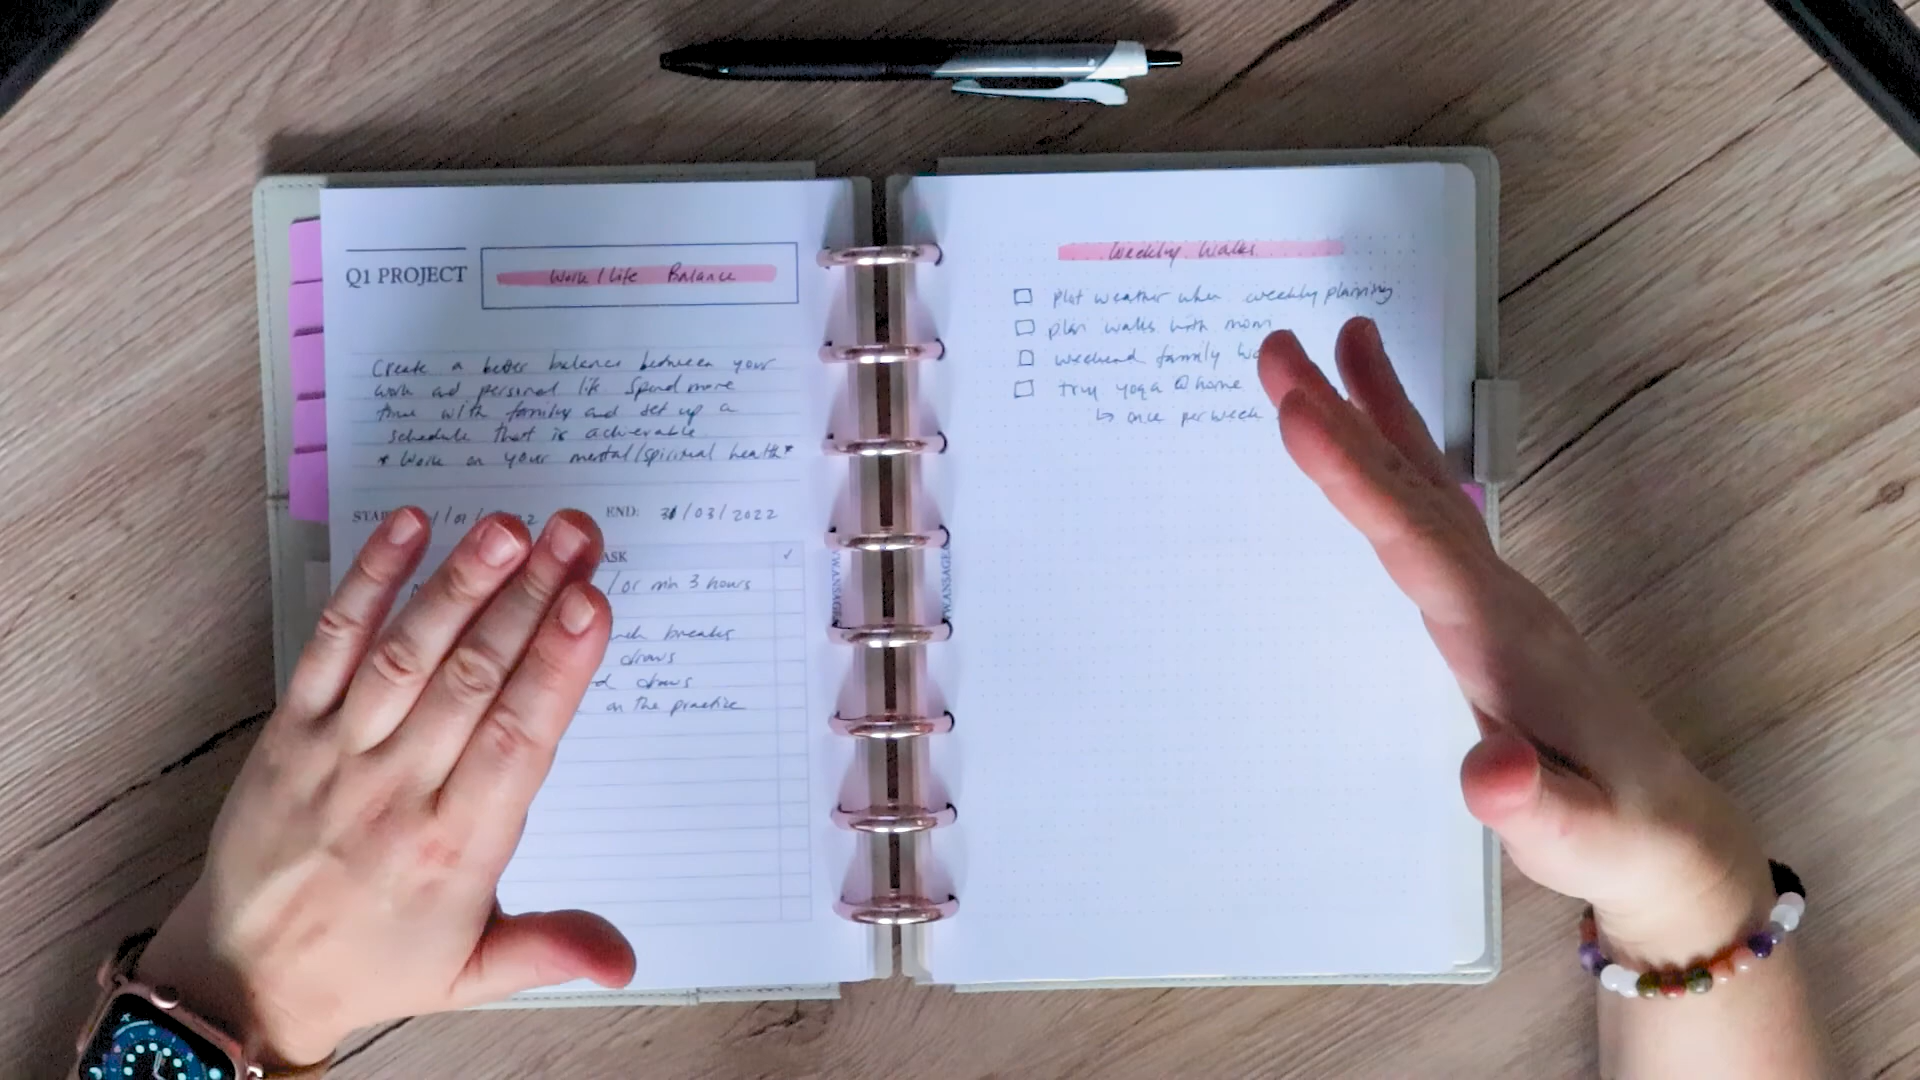 Q1 PROJECT
Work/Life Balance
Create a better balance between your
work and personal life. Spend more
time with family and set up a
schedule that is achievable.
* Work on your mental/spiritual health*
END: 31/03/2022
✓
/or min 3 hours
breaks
draws
draws
on the practice
Weekly Walks
plot weather when weekly planning
plan walks with mom
weekend family
try yoga @ home
↳ once per week